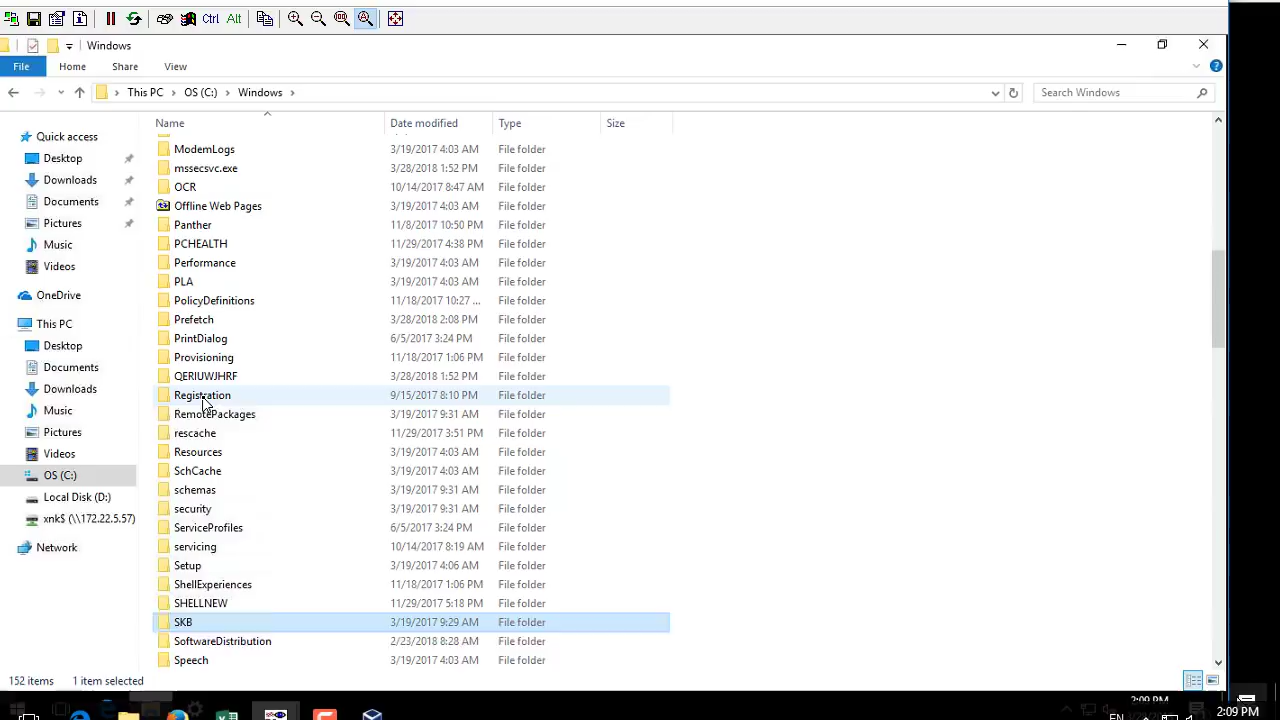 Ctrl Alt
Windows
File Home Share View
This PC OS (C:) Windows Search Windows
Name Date modified Type Size
Quick access
Desktop
Downloads
Documents
Pictures
Music
Videos
OneDrive
This PC
Desktop
Documents
Downloads
Music
Pictures
Videos
OS (C:)
Local Disk (D:)
xnk$ (\\172.22.5.57)
Network
ModemLogs 3/19/2017 4:03 AM File folder
mssecsvc.exe 3/28/2018 1:52 PM File folder
OCR 10/14/2017 8:47 AM File folder
Offline Web Pages 3/19/2017 4:03 AM File folder
Panther 11/8/2017 10:50 PM File folder
PCHEALTH 11/29/2017 4:38 PM File folder
Performance 3/19/2017 4:03 AM File folder
PLA 3/19/2017 4:03 AM File folder
PolicyDefinitions 11/18/2017 10:27 ... File folder
Prefetch 3/28/2018 2:08 PM File folder
PrintDialog 6/5/2017 3:24 PM File folder
Provisioning 11/18/2017 1:06 PM File folder
QERIUWJHRF 3/28/2018 1:52 PM File folder
Registration 9/15/2017 8:10 PM File folder
RemotePackages 3/19/2017 9:31 AM File folder
rescache 11/29/2017 3:51 PM File folder
Resources 3/19/2017 4:03 AM File folder
SchCache 3/19/2017 4:03 AM File folder
schemas 3/19/2017 9:31 AM File folder
security 3/19/2017 9:31 AM File folder
ServiceProfiles 6/5/2017 3:24 PM File folder
servicing 10/14/2017 8:19 AM File folder
Setup 3/19/2017 4:06 AM File folder
ShellExperiences 11/18/2017 1:06 PM File folder
SHELLNEW 11/29/2017 5:18 PM File folder
SKB 3/19/2017 9:29 AM File folder
SoftwareDistribution 2/23/2018 8:28 AM File folder
Speech 3/19/2017 4:03 AM File folder
152 items 1 item selected
2:09 PM
EN 2:09 PM